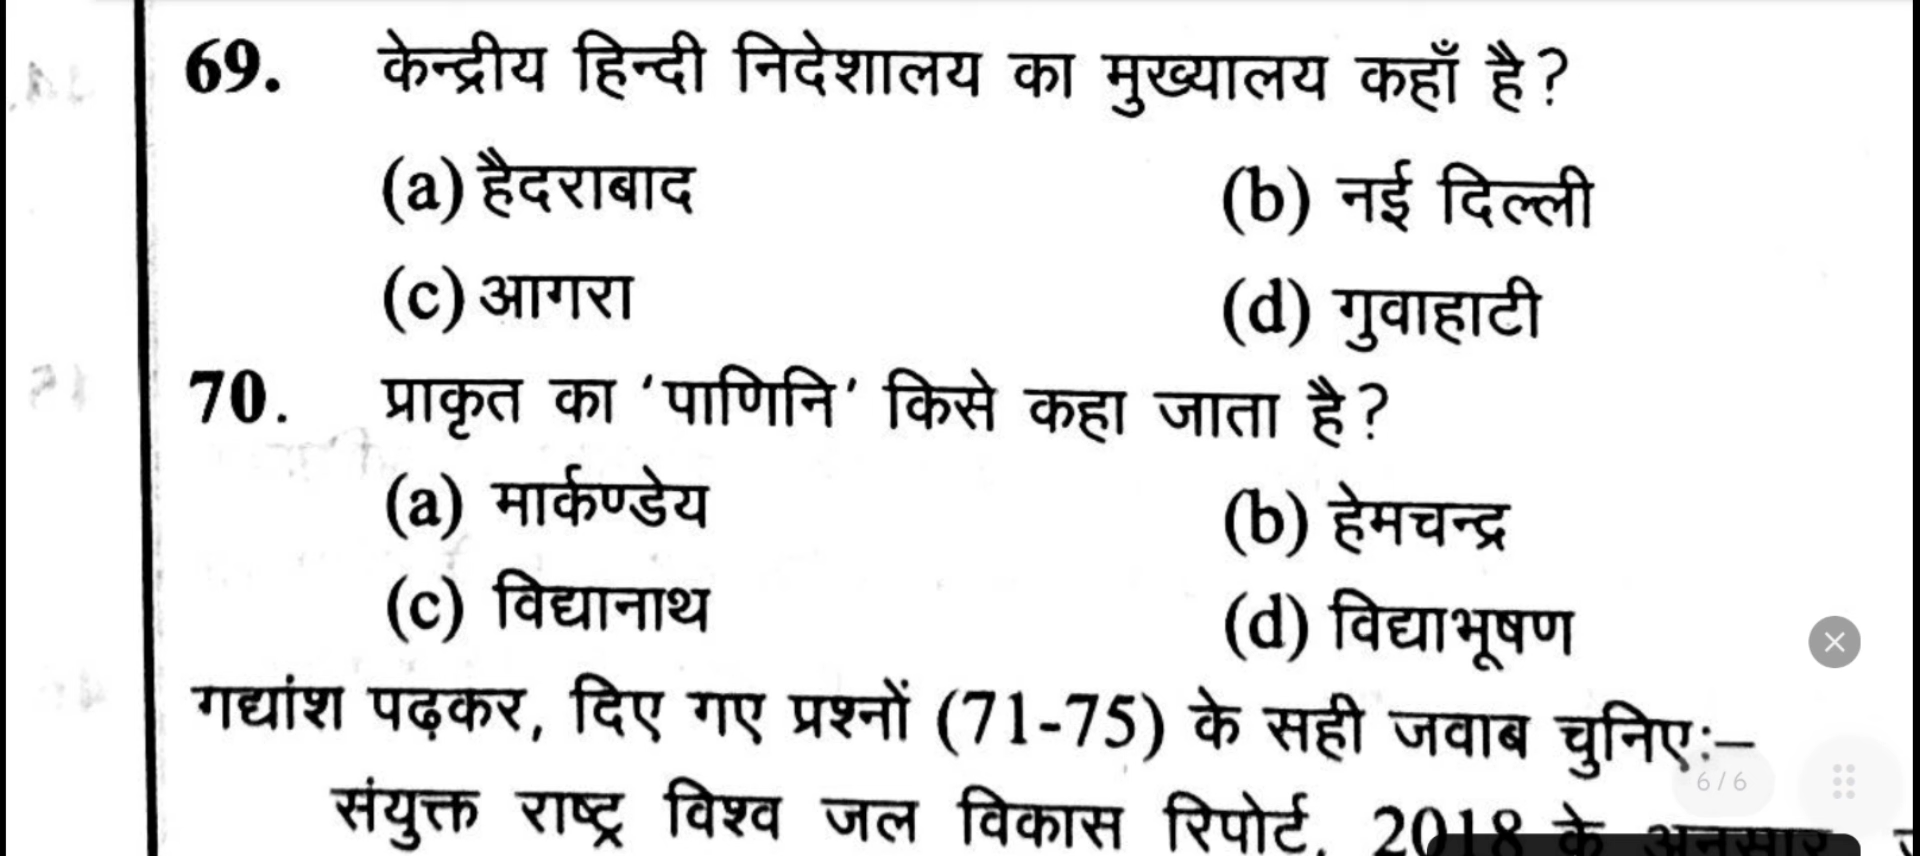 69. केन्द्रीय हिन्दी निदेशालय का मुख्यालय कहाँ है?
(a) हैदराबाद (b) नई दिल्ली
(c) आगरा (d) गुवाहाटी
70. प्राकृत का ‘पाणिनि’ किसे कहा जाता है?
(a) मार्कण्डेय (b) हेमचन्द्र
(c) विद्यानाथ (d) विद्याभूषण
गद्यांश पढ़कर, दिए गए प्रश्नों (71-75) के सही जवाब चुनिए:–
6 / 6
संयुक्त राष्ट्र विश्व जल विकास रिपोर्ट, 2018 के अनुसार